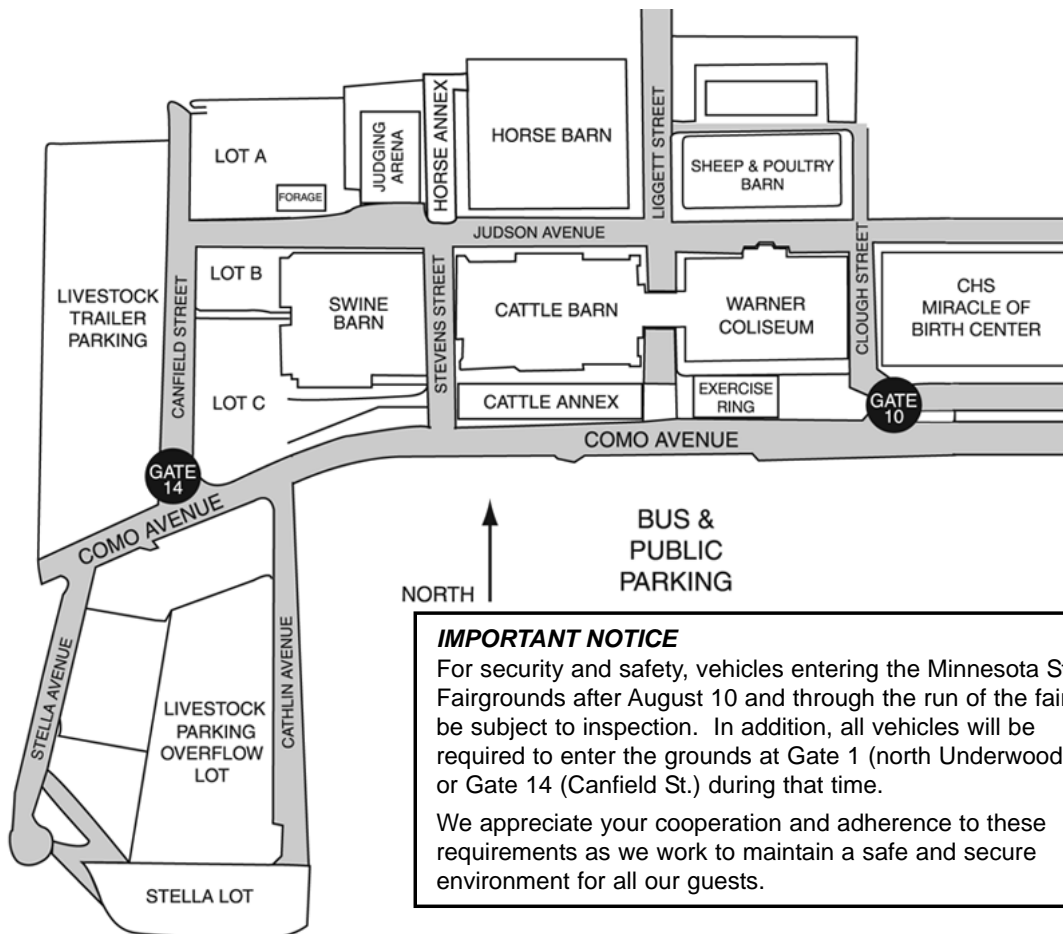 LIGGETT STREET
HORSE ANNEX
HORSE BARN
LOT A
JUDGING
ARENA
FORAGE
SHEEP & POULTRY
BARN
JUDSON AVENUE
LIVESTOCK
TRAILER
PARKING
CANFIELD STREET
LOT B
SWINE
BARN
STEVENS STREET
CATTLE BARN
WARNER
COLISEUM
CLOUGH STREET
CHS
MIRACLE OF
BIRTH CENTER
LOT C
CATTLE ANNEX
EXERCISE
RING
GATE
10
COMO AVENUE
GATE
14
COMO AVENUE
BUS &
PUBLIC
PARKING
NORTH
STELLA AVENUE
LIVESTOCK
PARKING
OVERFLOW
LOT
CATHLIN AVENUE
STELLA LOT
IMPORTANT NOTICE
For security and safety, vehicles entering the Minnesota S
Fairgrounds after August 10 and through the run of the fair
be subject to inspection.  In addition, all vehicles will be
required to enter the grounds at Gate 1 (north Underwood
or Gate 14 (Canfield St.) during that time.
We appreciate your cooperation and adherence to these
requirements as we work to maintain a safe and secure
environment for all our guests.